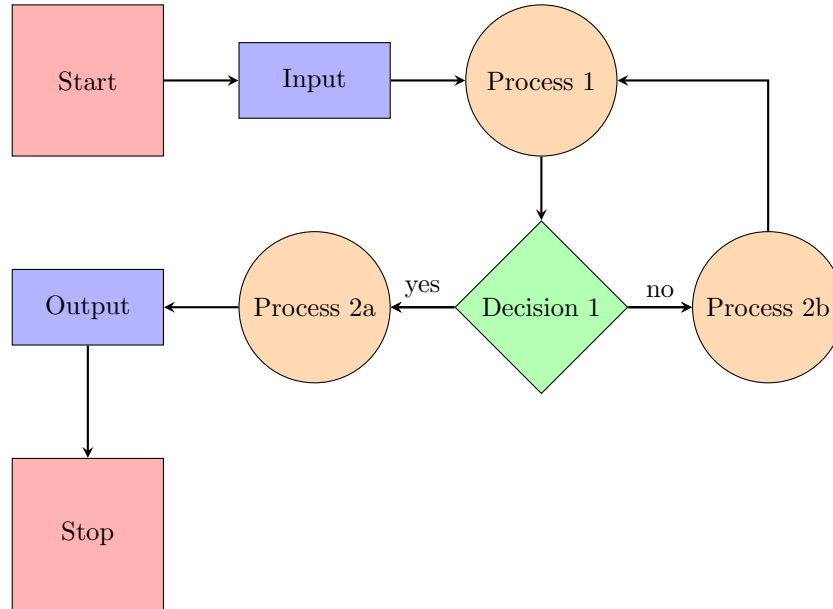 Start
Input
Process 1
yes
no
Output
Process 2a
Decision 1
Process 2b
Stop